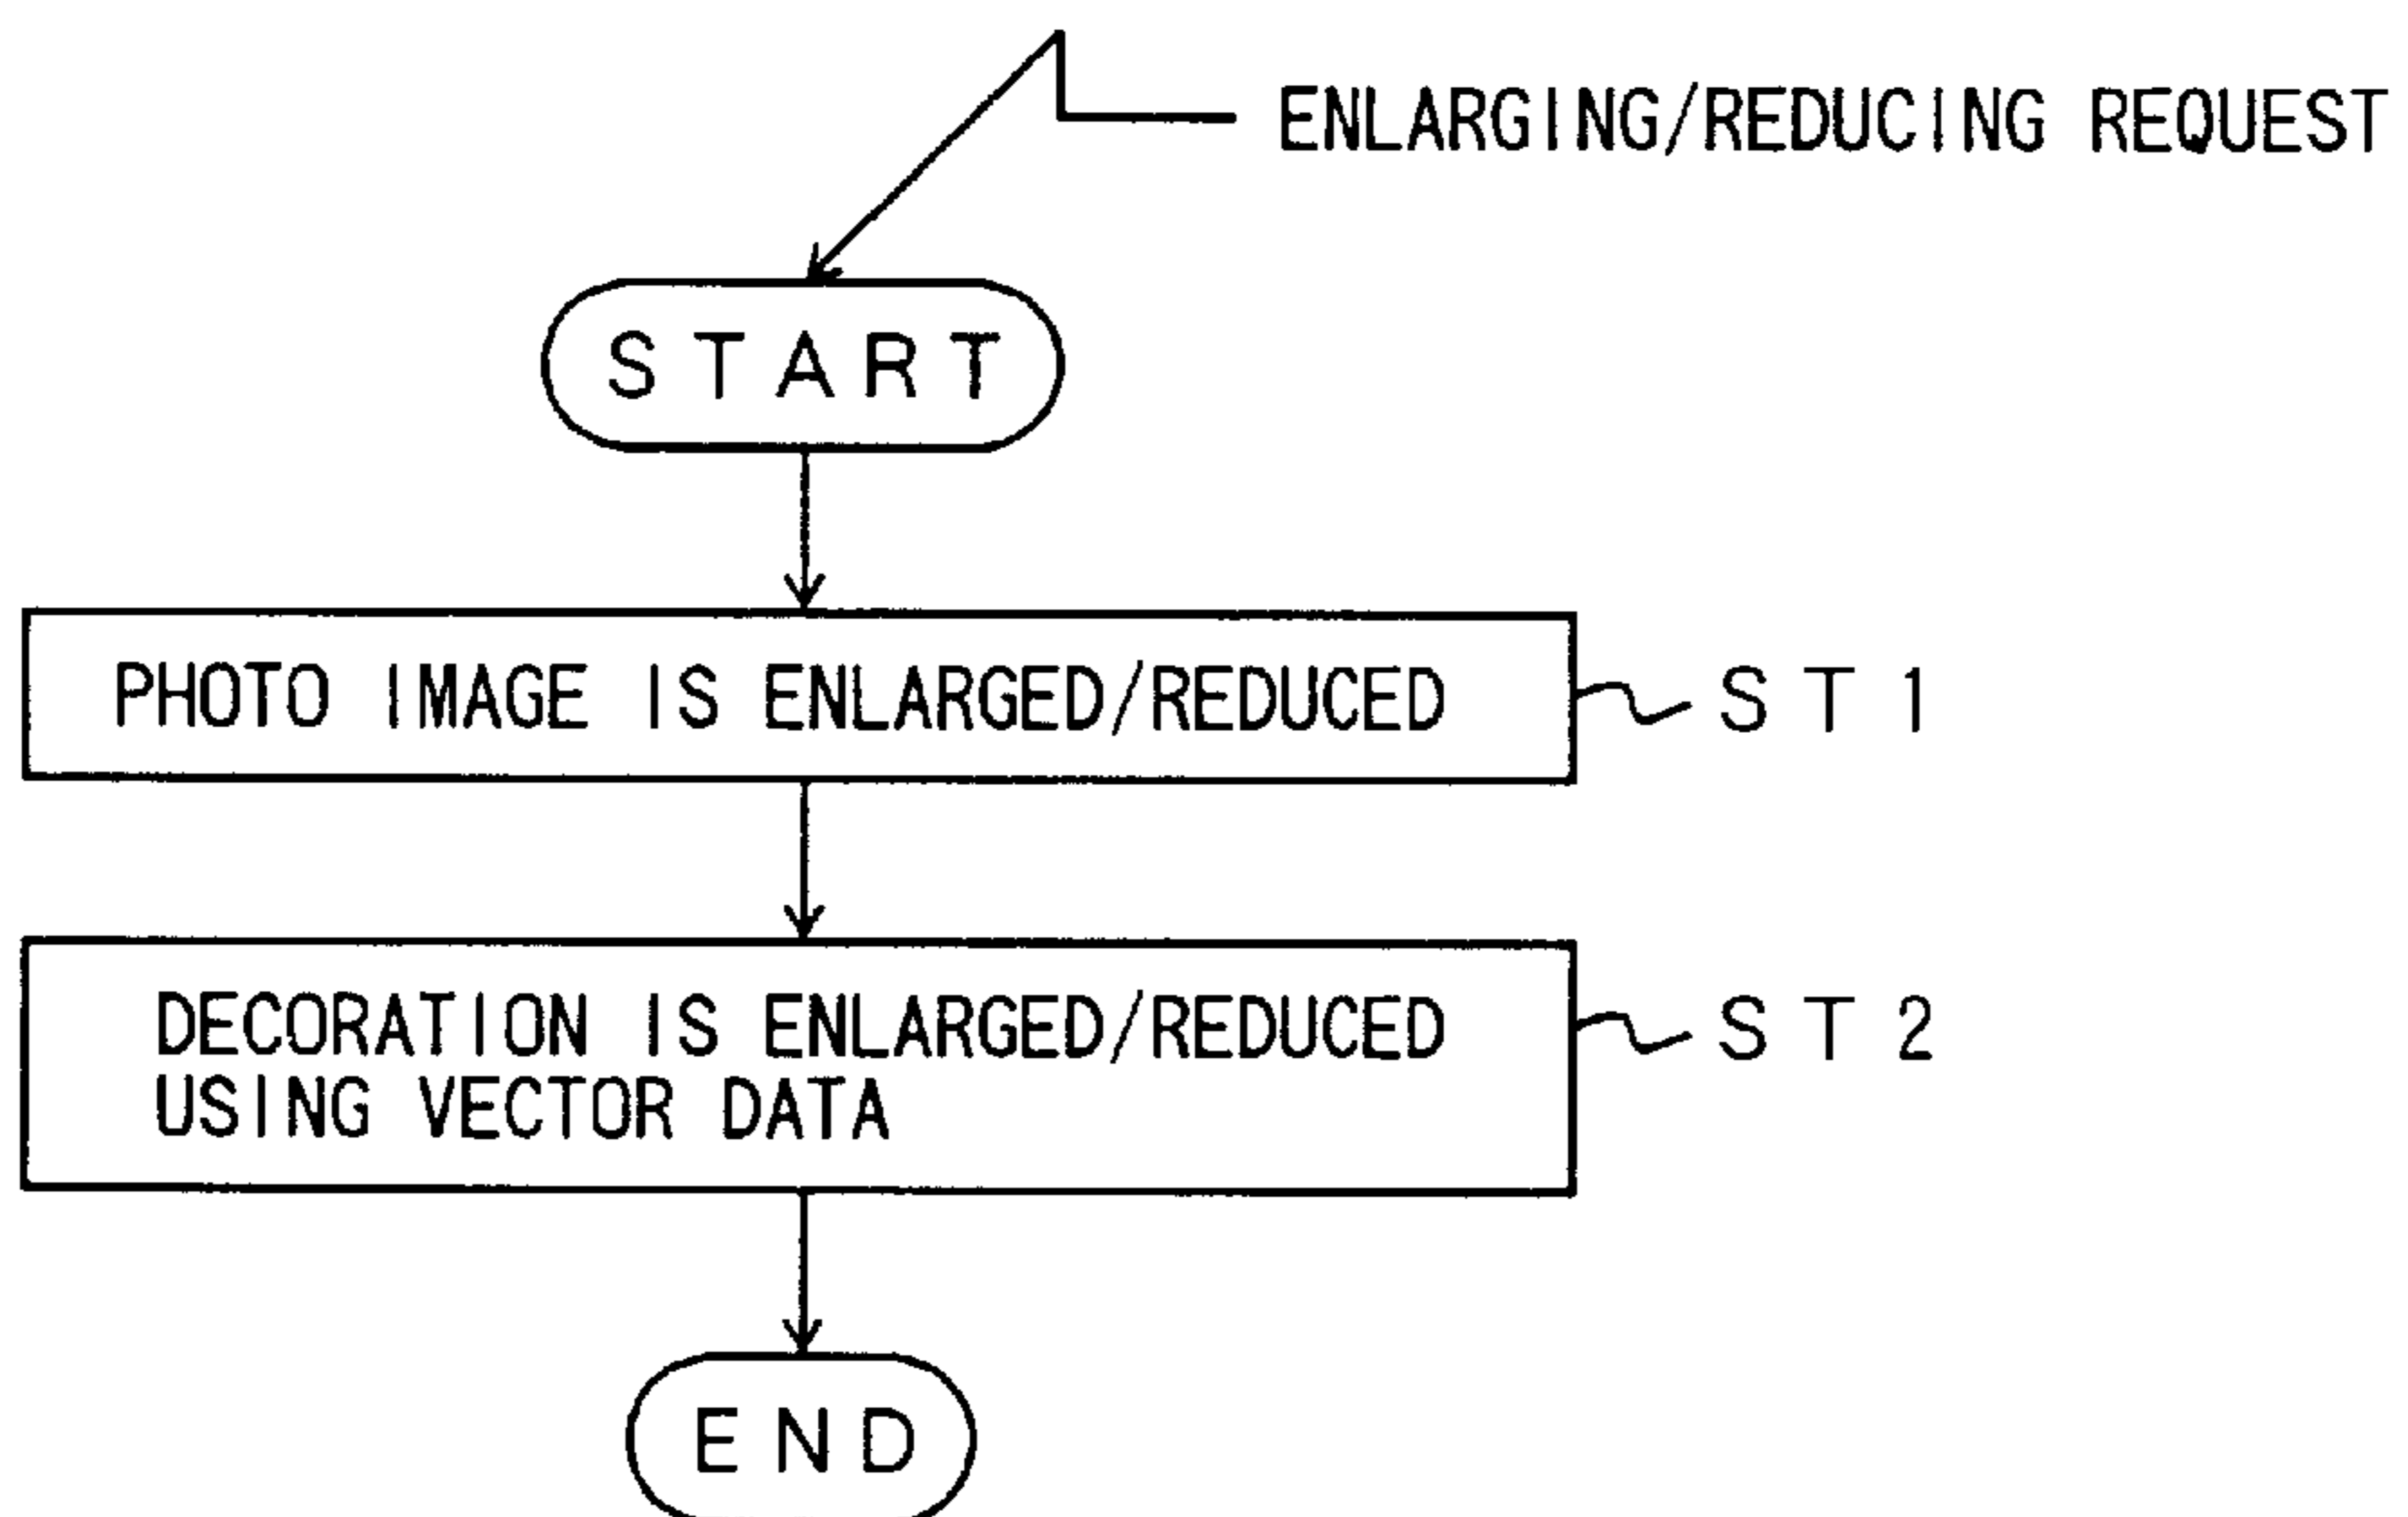 ENLARGING/REDUCING REQUEST
START
PHOTO IMAGE IS ENLARGED/REDUCED
ST1
DECORATION IS ENLARGED/REDUCED
USING VECTOR DATA
ST2
END